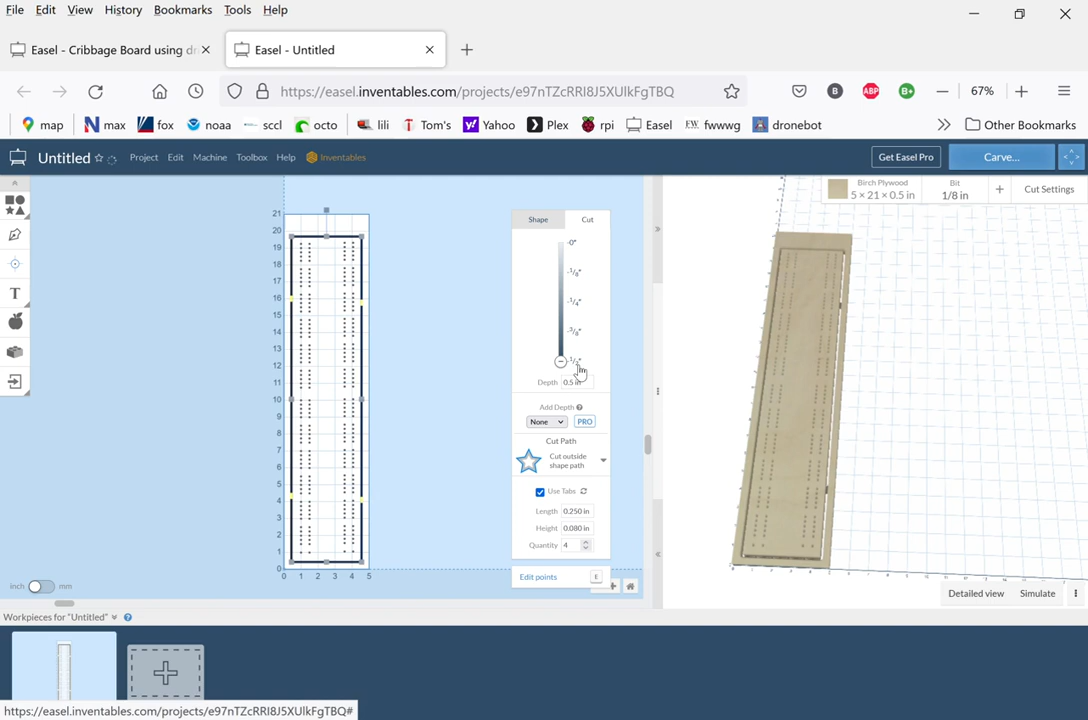 File Edit View History Bookmarks Tools Help
Easel - Cribbage Board using dr
Easel - Untitled
https://easel.inventables.com/projects/e97nTZcRRI8J5XUlkFgTBQ
67%
map max fox noaa sccl octo lili Tom's Yahoo Plex rpi Easel fwwwg dronebot Other Bookmarks
Untitled Project Edit Machine Toolbox Help Inventables
Get Easel Pro Carve...
Birch Plywood
5 × 21 × 0.5 in
Bit
1/8 in
Cut Settings
Shape Cut
0"
1/8"
1/4"
3/8"
1/2"
Depth 0.5 in
Add Depth
None PRO
Cut Path
Cut outside
shape path
Use Tabs
Length 0.250 in
Height 0.080 in
Quantity 4
Edit points E
21
20
19
18
17
16
15
14
13
12
11
10
9
8
7
6
5
4
3
2
1
0
0 1 2 3 4 5
inch mm
Detailed view Simulate
Workpieces for "Untitled"
https://easel.inventables.com/projects/e97nTZcRRI8J5XUlkFgTBQ#